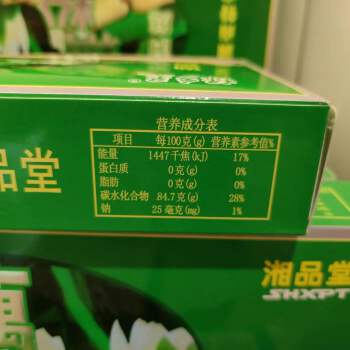 营养成分表
项目 每100克(g) 营养素参考值%
能量 1447千焦(kJ) 17%
蛋白质 0克(g) 0%
脂肪 0克(g) 0%
碳水化合物 84.7克(g) 28%
钠 25毫克(mg) 1%
品堂
湘品堂
SHXPT